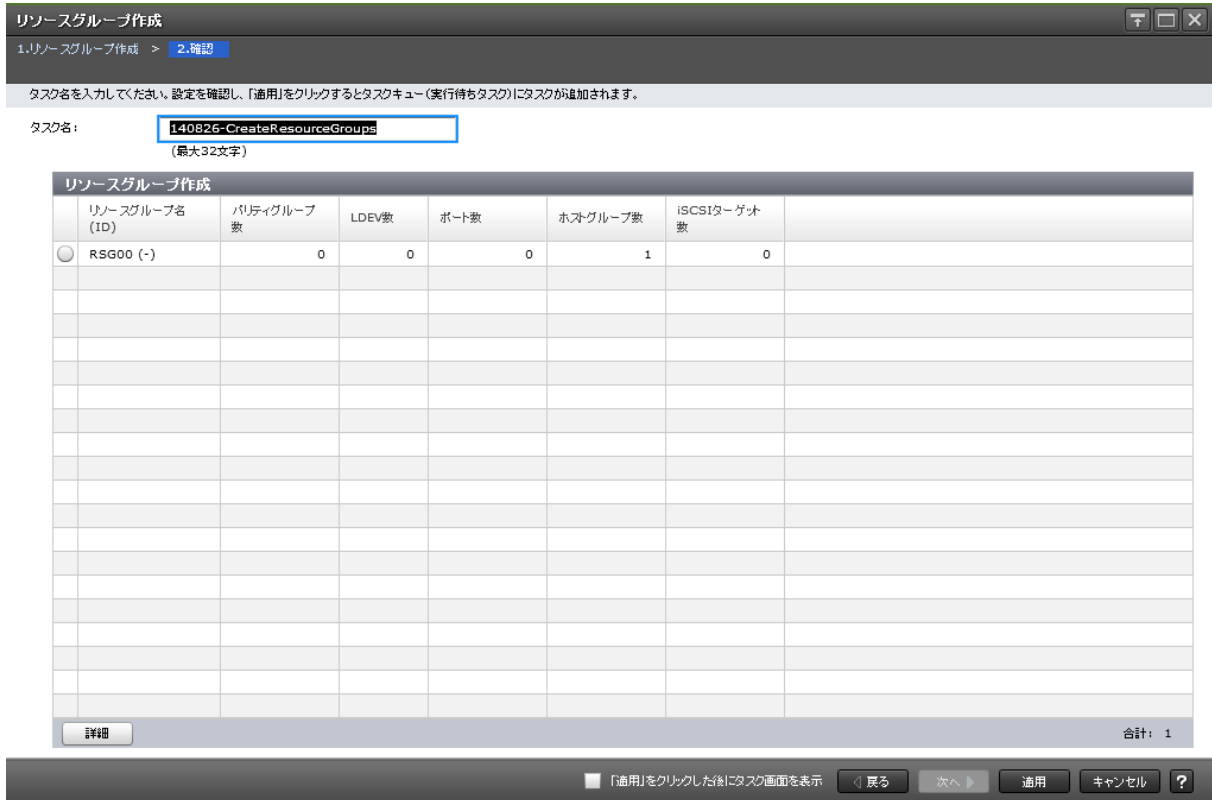 リソースグループ作成
1.リソースグループ作成 > 2.確認
タスク名を入力してください。設定を確認し、「適用」をクリックするとタスクキュー(実行待ちタスク)にタスクが追加されます。
タスク名: 140826-CreateResourceGroups
(最大32文字)
リソースグループ作成
リソースグループ名 (ID) パリティグループ数 LDEV数 ポート数 ホストグループ数 iSCSIターゲット数
RSG00 (-) 0 0 0 1 0
詳細 合計: 1
「適用」をクリックした後にタスク画面を表示 戻る 次へ 適用 キャンセル ?